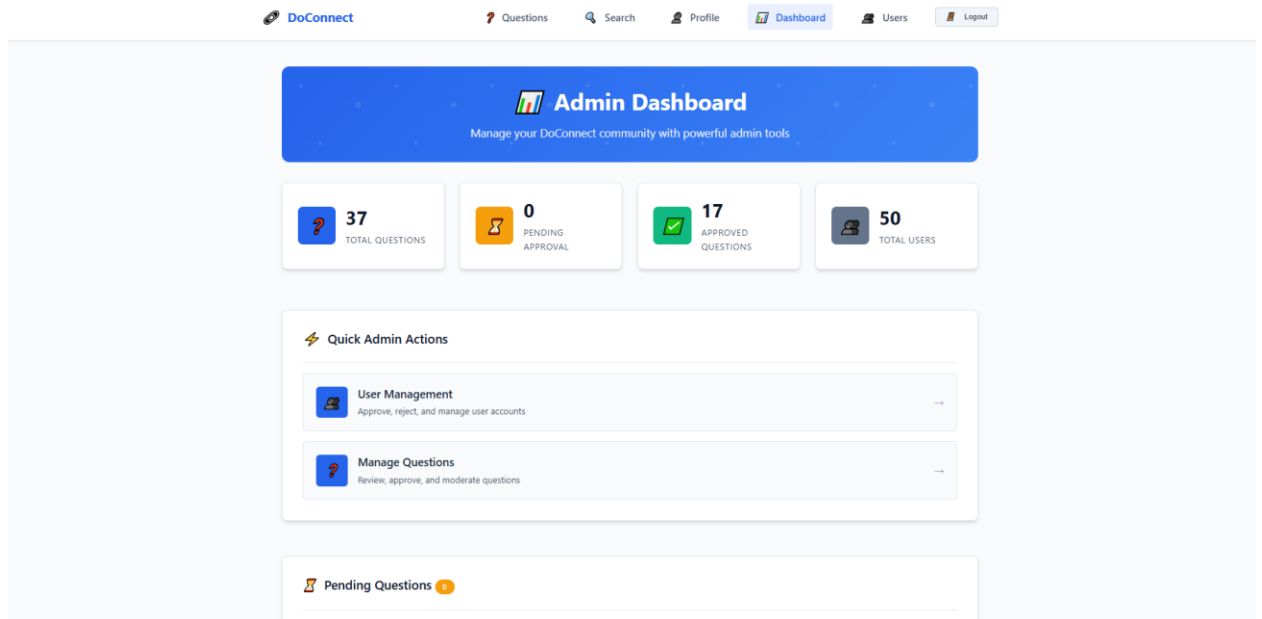 DoConnect
Questions
Search
Profile
Dashboard
Users
Logout
Admin Dashboard
Manage your DoConnect community with powerful admin tools
37
TOTAL QUESTIONS
0
PENDING
APPROVAL
17
APPROVED
QUESTIONS
50
TOTAL USERS
Quick Admin Actions
User Management
Approve, reject, and manage user accounts
→
Manage Questions
Review, approve, and moderate questions
→
Pending Questions 0